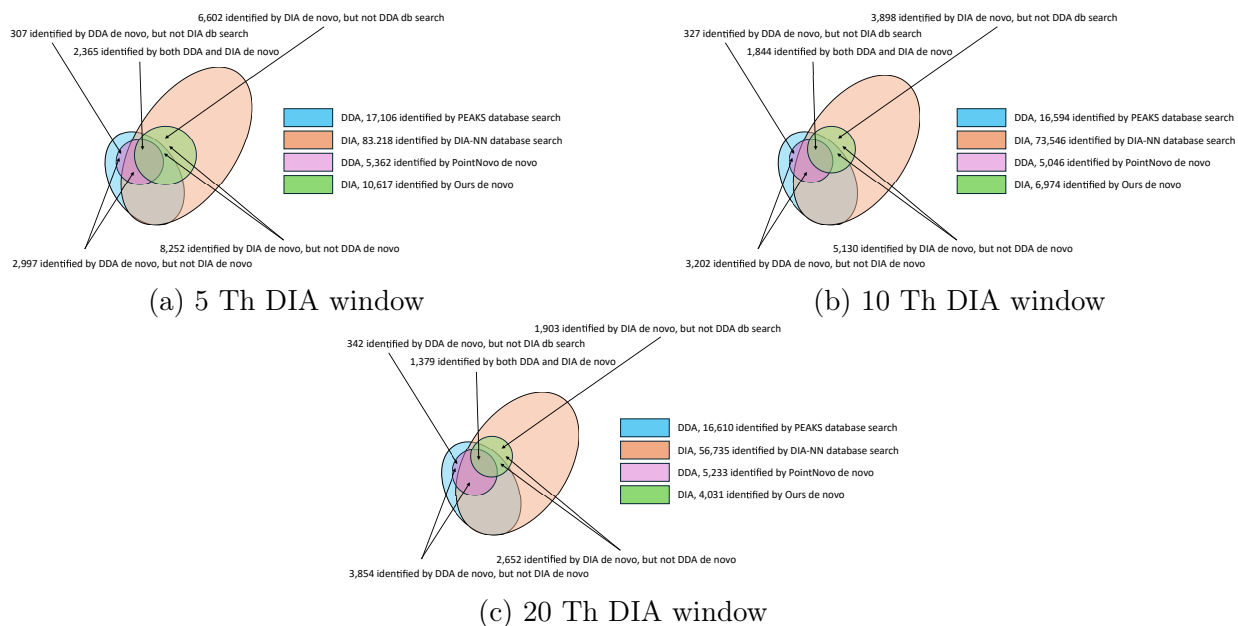 6,602 identified by DIA de novo, but not DDA db search
307 identified by DDA de novo, but not DIA db search
2,365 identified by both DDA and DIA de novo
DDA, 17,106 identified by PEAKS database search
DIA, 83.218 identified by DIA-NN database search
DDA, 5,362 identified by PointNovo de novo
DIA, 10,617 identified by Ours de novo
8,252 identified by DIA de novo, but not DDA de novo
2,997 identified by DDA de novo, but not DIA de novo
(a) 5 Th DIA window
3,898 identified by DIA de novo, but not DDA db search
327 identified by DDA de novo, but not DIA db search
1,844 identified by both DDA and DIA de novo
DDA, 16,594 identified by PEAKS database search
DIA, 73,546 identified by DIA-NN database search
DDA, 5,046 identified by PointNovo de novo
DIA, 6,974 identified by Ours de novo
5,130 identified by DIA de novo, but not DDA de novo
3,202 identified by DDA de novo, but not DIA de novo
(b) 10 Th DIA window
1,903 identified by DIA de novo, but not DDA db search
342 identified by DDA de novo, but not DIA db search
1,379 identified by both DDA and DIA de novo
DDA, 16,610 identified by PEAKS database search
DIA, 56,735 identified by DIA-NN database search
DDA, 5,233 identified by PointNovo de novo
DIA, 4,031 identified by Ours de novo
2,652 identified by DIA de novo, but not DDA de novo
3,854 identified by DDA de novo, but not DIA de novo
(c) 20 Th DIA window